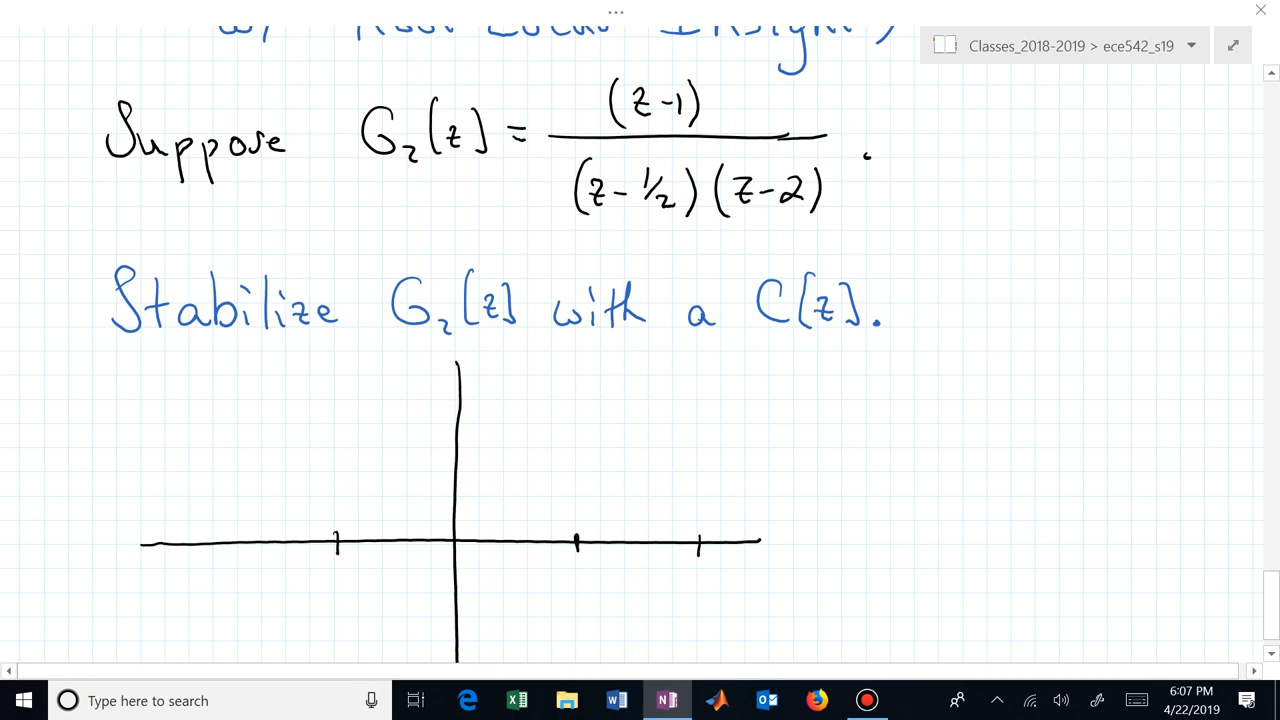 Classes_2018-2019 > ece542_s19
Suppose G₂[z] = (z-1) / (z-1/2)(z-2) .
Stabilize G₂[z] with a C[z].
Type here to search
6:07 PM
4/22/2019